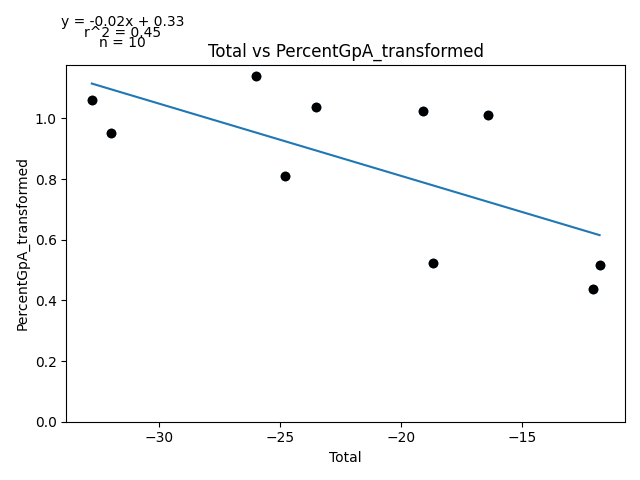 y = -0.02x + 0.33
r^2 = 0.45
n = 10
Total vs PercentGpA_transformed
PercentGpA_transformed
1.0
0.8
0.6
0.4
0.2
0.0
−30
−25
−20
−15
Total